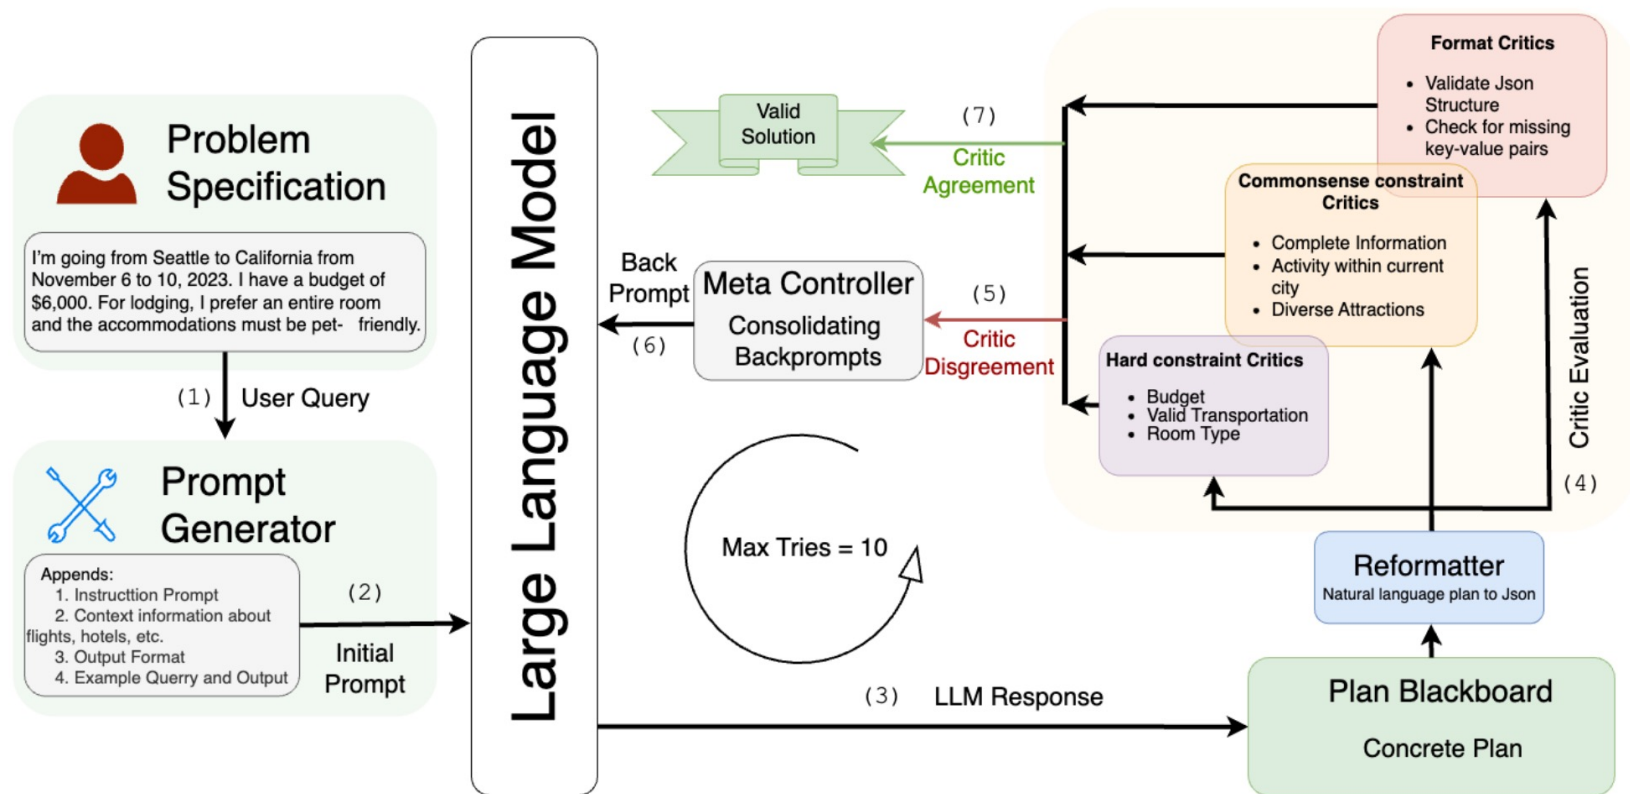 Problem
Specification
I'm going from Seattle to California from
November 6 to 10, 2023. I have a budget of
$6,000. For lodging, I prefer an entire room
and the accommodations must be pet- friendly.
(1) User Query
Prompt
Generator
Appends:
1. Insructtion Prompt
2. Context information about
flights, hotels, etc.
3. Output Format
4. Example Querry and Output
(2)
Initial
Prompt
Large Language Model
Valid
Solution
(7)
Critic
Agreement
Back
Prompt
(6)
Meta Controller
Consolidating
Backprompts
(5)
Critic
Disgreement
Max Tries = 10
(3) LLM Response
Format Critics
• Validate Json
Structure
• Check for missing
key-value pairs
Commonsense constraint
Critics
• Complete Information
• Activity within current
city
• Diverse Attractions
Hard constraint Critics
• Budget
• Valid Transportation
• Room Type
Critic Evaluation
(4)
Reformatter
Natural language plan to Json
Plan Blackboard
Concrete Plan